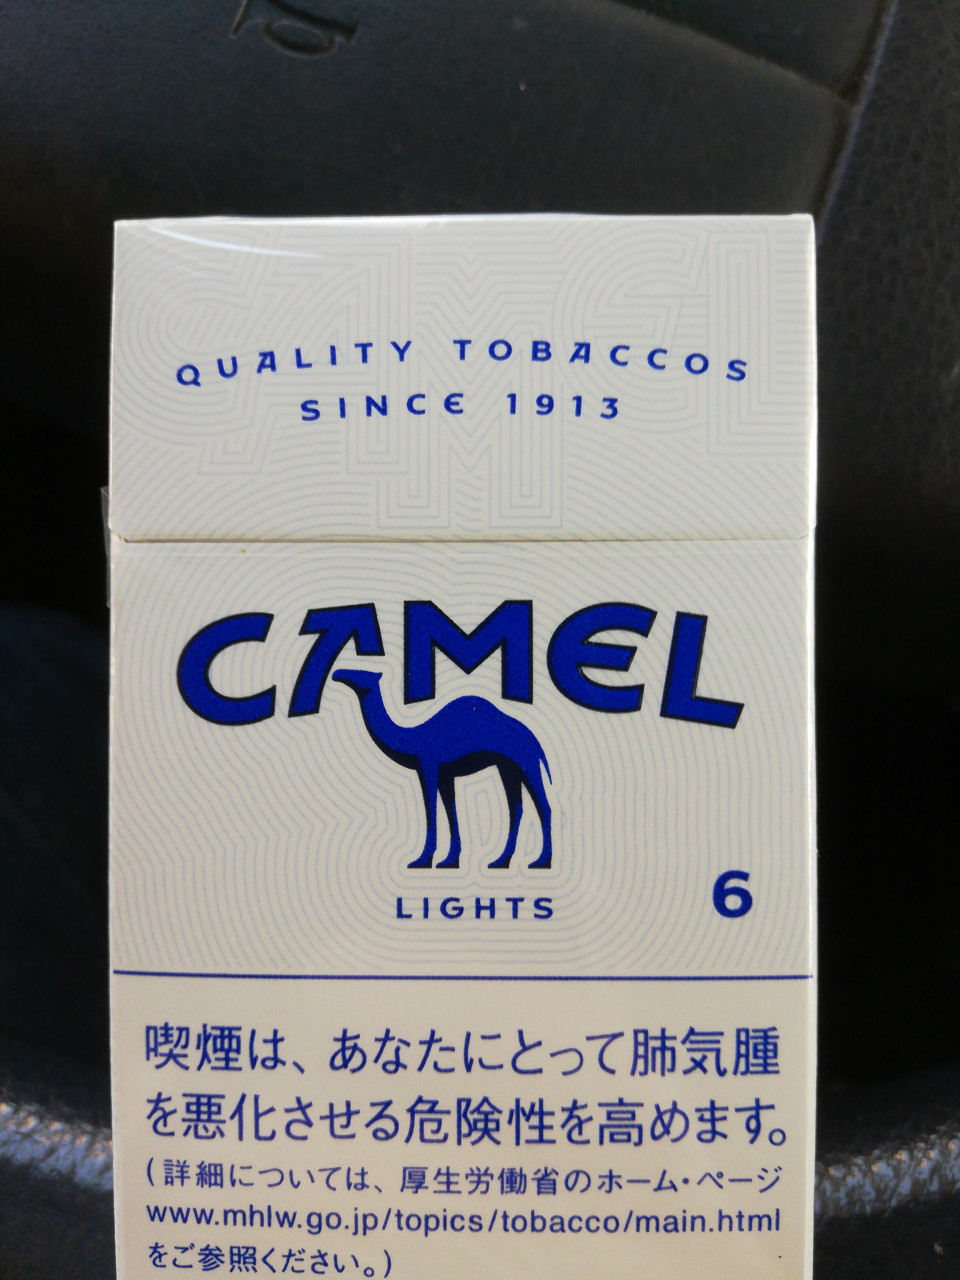 QUALITY TOBACCOS
SINCE 1913
CAMEL
LIGHTS
6
喫煙は、あなたにとって肺気腫
を悪化させる危険性を高めます。
(詳細については、厚生労働省のホーム・ページ
www.mhlw.go.jp/topics/tobacco/main.html
をご参照ください。)